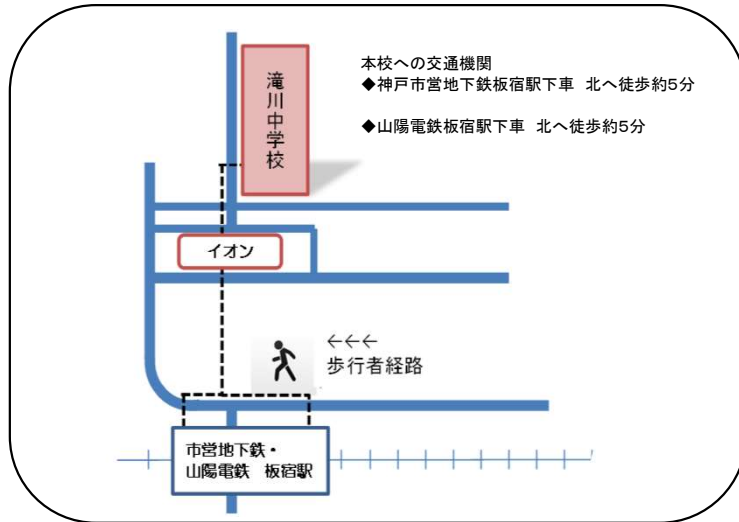 本校への交通機関
◆神戸市営地下鉄板宿駅下車 北へ徒歩約5分
◆山陽電鉄板宿駅下車 北へ徒歩約5分
滝川中学校
イオン
←←←
歩行者経路
市営地下鉄・
山陽電鉄 板宿駅